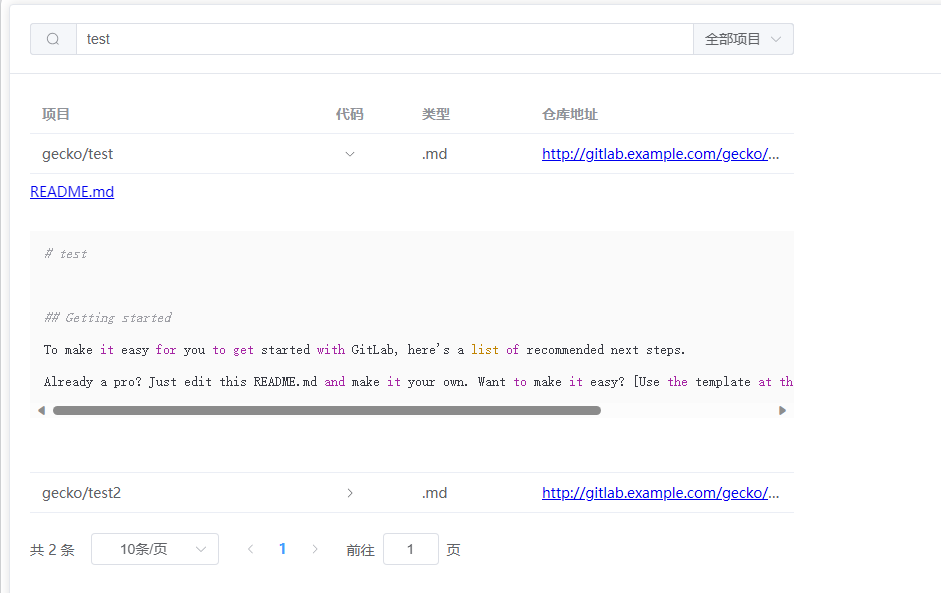 test 全部项目
项目 代码 类型 仓库地址
gecko/test .md http://gitlab.example.com/gecko/...
README.md
# test
## Getting started
To make it easy for you to get started with GitLab, here's a list of recommended next steps.
Already a pro? Just edit this README.md and make it your own. Want to make it easy? [Use the template at th
gecko/test2 .md http://gitlab.example.com/gecko/...
共 2 条 10条/页 1 前往 1 页